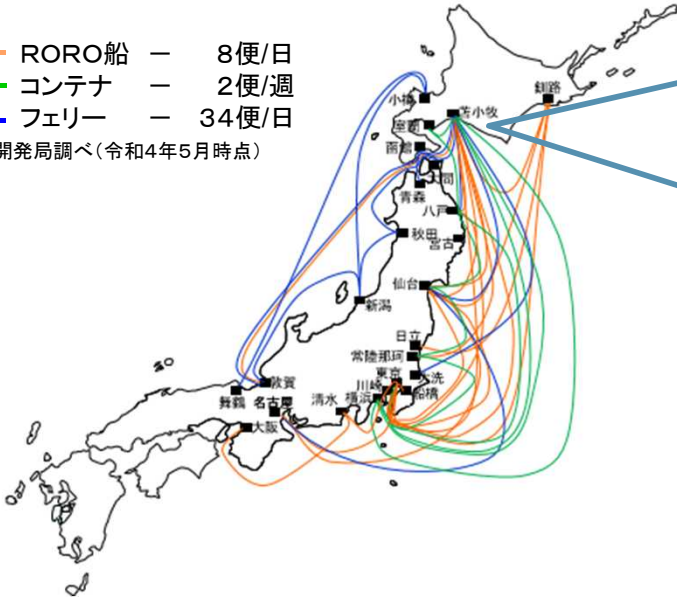 RORO船 － 8便/日
コンテナ － 2便/週
フェリー － 34便/日
開発局調べ(令和4年5月時点)
小樽
釧路
苫小牧
室蘭
函館
大間
青森
八戸
秋田
宮古
仙台
新潟
日立
常陸那珂
東京
大洗
川崎
船橋
敦賀
舞鶴
名古屋
清水
横浜
大阪